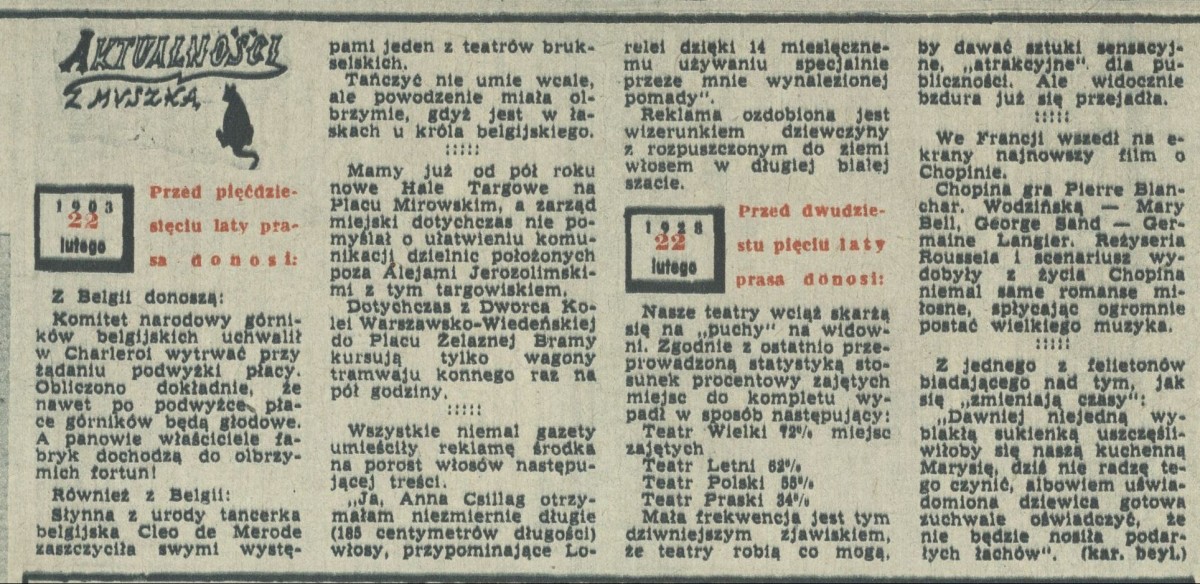 AKTUALNOŚCI
Z MYSZKĄ
1903
22
lutego
Przed pięćdzie-
sięciu laty pra-
sa donosi:
Z Belgii donoszą:
Komitet narodowy górni-
ków belgijskich uchwalił
w Charleroi wytrwać przy
żądaniu podwyżki płacy.
Obliczono dokładnie, że
nawet po podwyżce pła-
ce górników będą głodowe.
A panowie właściciele fa-
bryk dochodzą do olbrzy-
mich fortun!
Również z Belgii:
Słynna z urody tancerka
belgijska Cleo de Merode
zaszczyciła swymi wystę-
pami jeden z teatrów bruk-
selskich.
Tańczyć nie umie wcale,
ale powodzenie miała ol-
brzymie, gdyż jest w ła-
skach u króla belgijskiego.
:::::
Mamy już od pół roku
nowe Hale Targowe na
Placu Mirowskim, a zarząd
miejski dotychczas nie po-
myślał o ułatwieniu komu-
nikacji dzielnic położonych
poza Alejami Jerozolimski-
mi z tym targowiskiem.
Dotychczas z Dworca Ko-
lei Warszawsko-Wiedeńskiej
do Placu Żelaznej Bramy
kursują tylko wagony
tramwaju konnego raz na
pół godziny.
:::::
Wszystkie niemal gazety
umieściły reklamę środka
na porost włosów następu-
jącej treści.
„Ja, Anna Csillag otrzy-
małam niezmiernie długie
(185 centymetrów długości)
włosy, przypominające Lo-
relei dzięki 14 miesięczne-
mu używaniu specjalnie
przeze mnie wynalezionej
pomady".
Reklama ozdobiona jest
wizerunkiem dziewczyny
z rozpuszczonym do ziemi
włosem w długiej białej
szacie.
1928
22
lutego
Przed dwudzie-
stu pięciu laty
prasa donosi:
Nasze teatry wciąż skarżą
się na „puchy" na widow-
ni. Zgodnie z ostatnio prze-
prowadzoną statystyką sto-
sunek procentowy zajętych
miejsc do kompletu wy-
padł w sposób następujący:
Teatr Wielki 72% miejsc
zajętych
Teatr Letni 62%
Teatr Polski 55%
Teatr Praski 34%
Mała frekwencja jest tym
dziwniejszym zjawiskiem,
że teatry robią co mogą,
by dawać sztuki sensacyj-
ne, „atrakcyjne" dla pu-
bliczności. Ale widocznie
bzdura już się przejadła.
:::::
We Francji wszedł na e-
krany najnowszy film o
Chopinie.
Chopina gra Pierre Blan-
char. Wodzińską — Mary
Bell, George Sand — Ger-
maine Langier. Reżyseria
Roussela i scenariusz wy-
dobyły z życia Chopina
niemal same romanse mi-
łosne, spłycając ogromnie
postać wielkiego muzyka.
:::::
Z jednego z felietonów
biadającego nad tym, jak
się „zmieniają czasy":
„Dawniej niejedną wy-
blakłą sukienką uszczęśli-
wiłoby się naszą kuchenną
Marysię, dziś nie radzę te-
go czynić, albowiem uświa-
domiona dziewica gotowa
zuchwale oświadczyć, że
nie będzie nosiła podar-
łych łachów". (kar. beyl.)